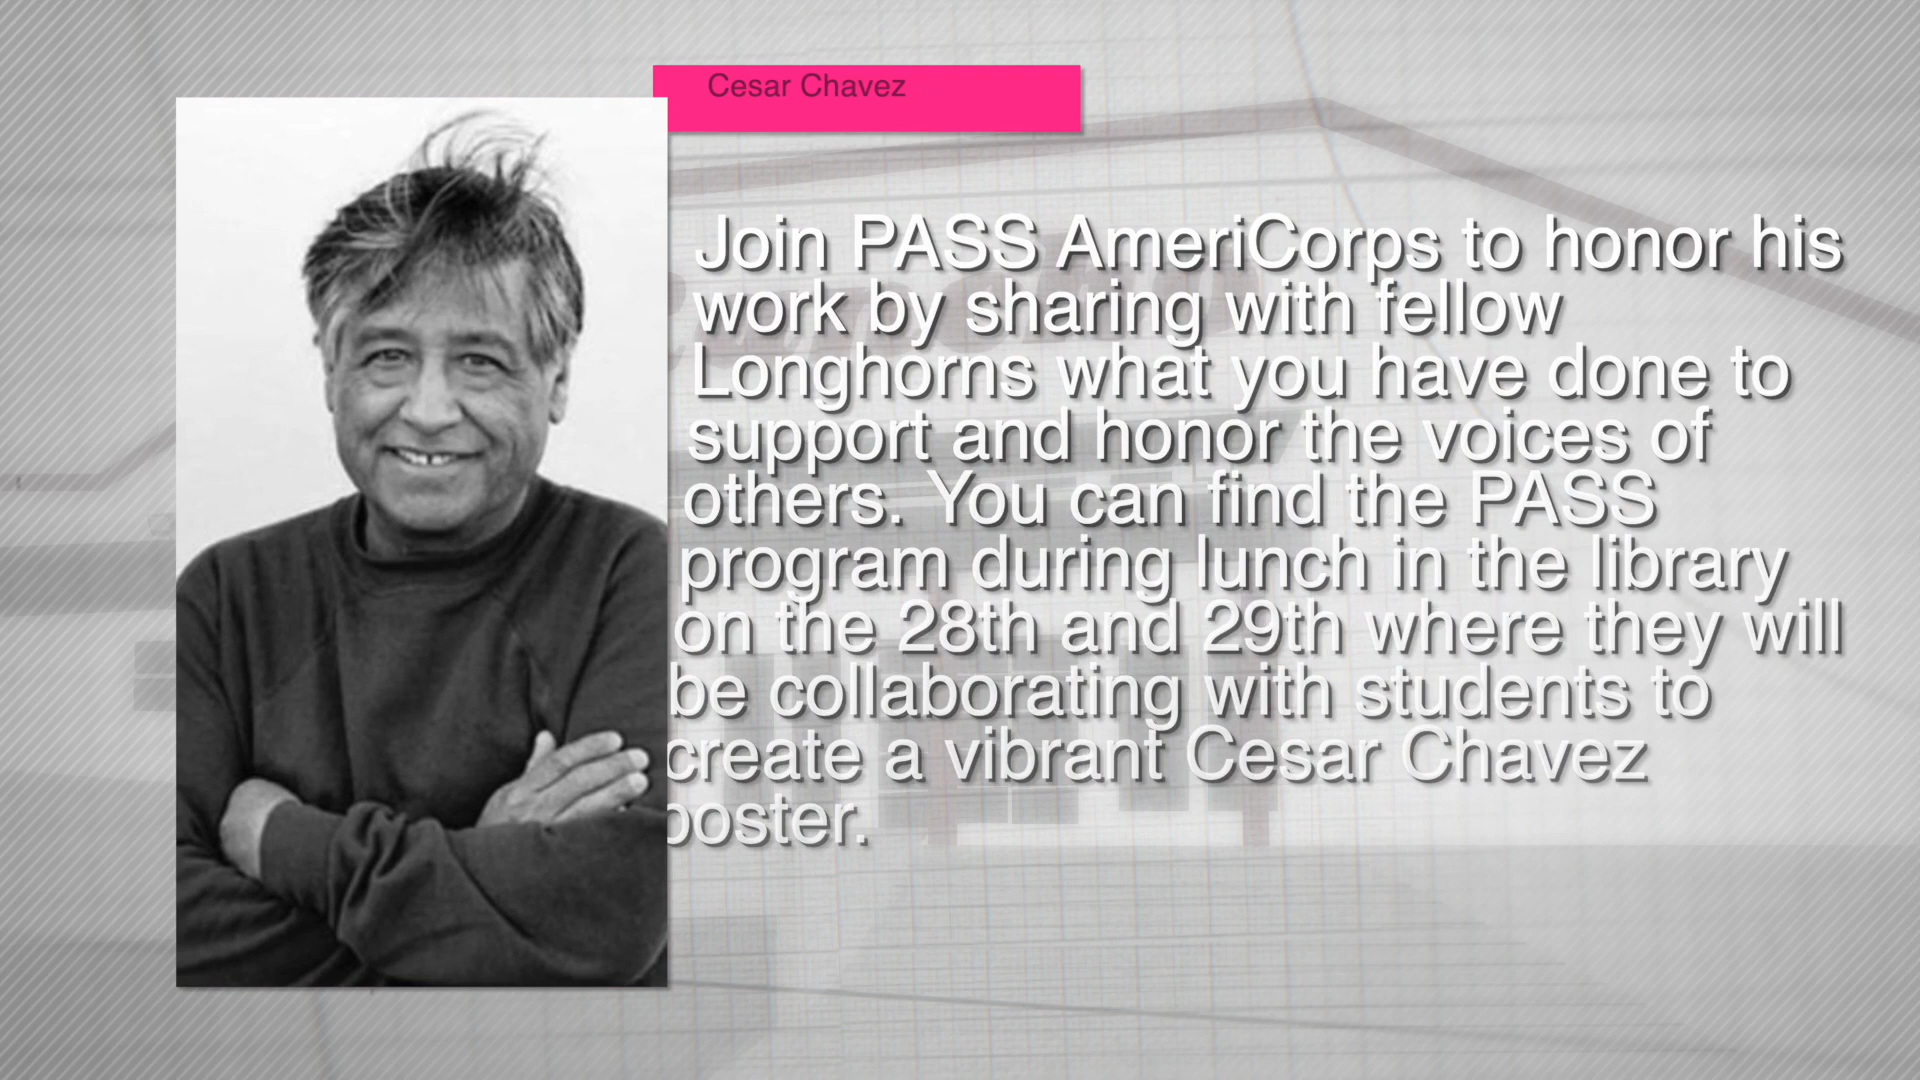 Cesar Chavez
Join PASS AmeriCorps to honor his
work by sharing with fellow
Longhorns what you have done to
support and honor the voices of
others. You can find the PASS
program during lunch in the library
on the 28th and 29th where they will
be collaborating with students to
create a vibrant Cesar Chavez
poster.